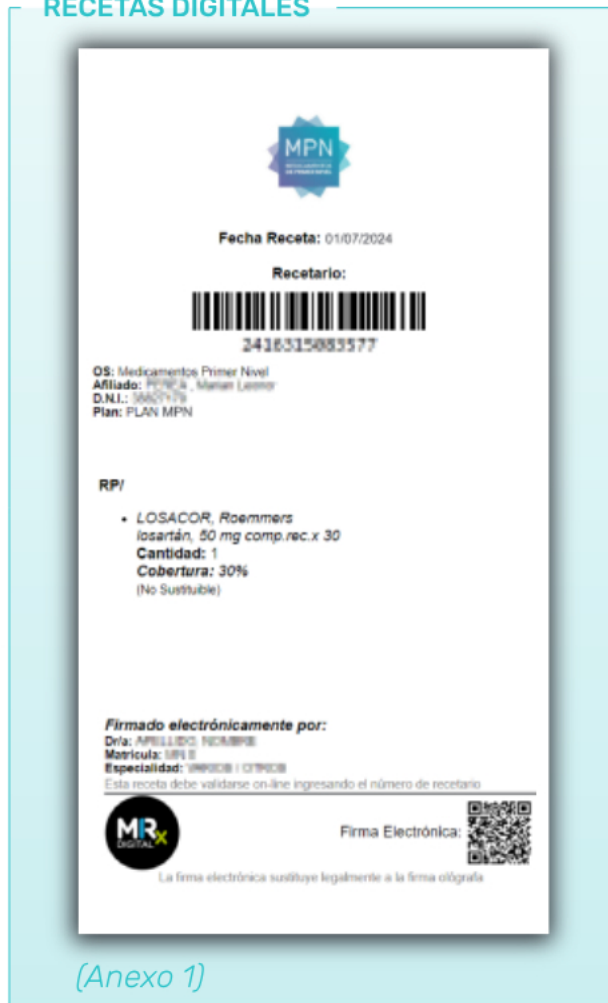 RECETAS DIGITALES
MPN
Fecha Receta: 01/07/2024
Recetario:
2416315083577
OS: Medicamentos Primer Nivel
Afiliado:
D.N.I.:
Plan: PLAN MPN
RP/
• LOSACOR, Roemmers
losartán, 50 mg comp.rec.x 30
Cantidad: 1
Cobertura: 30%
(No Sustituible)
Firmado electrónicamente por:
Dr/a:
Matricula:
Especialidad:
Esta receta debe validarse on-line ingresando el número de recetario
MRx
DIGITAL
Firma Electrónica:
La firma electrónica sustituye legalmente a la firma ológrafa
(Anexo 1)